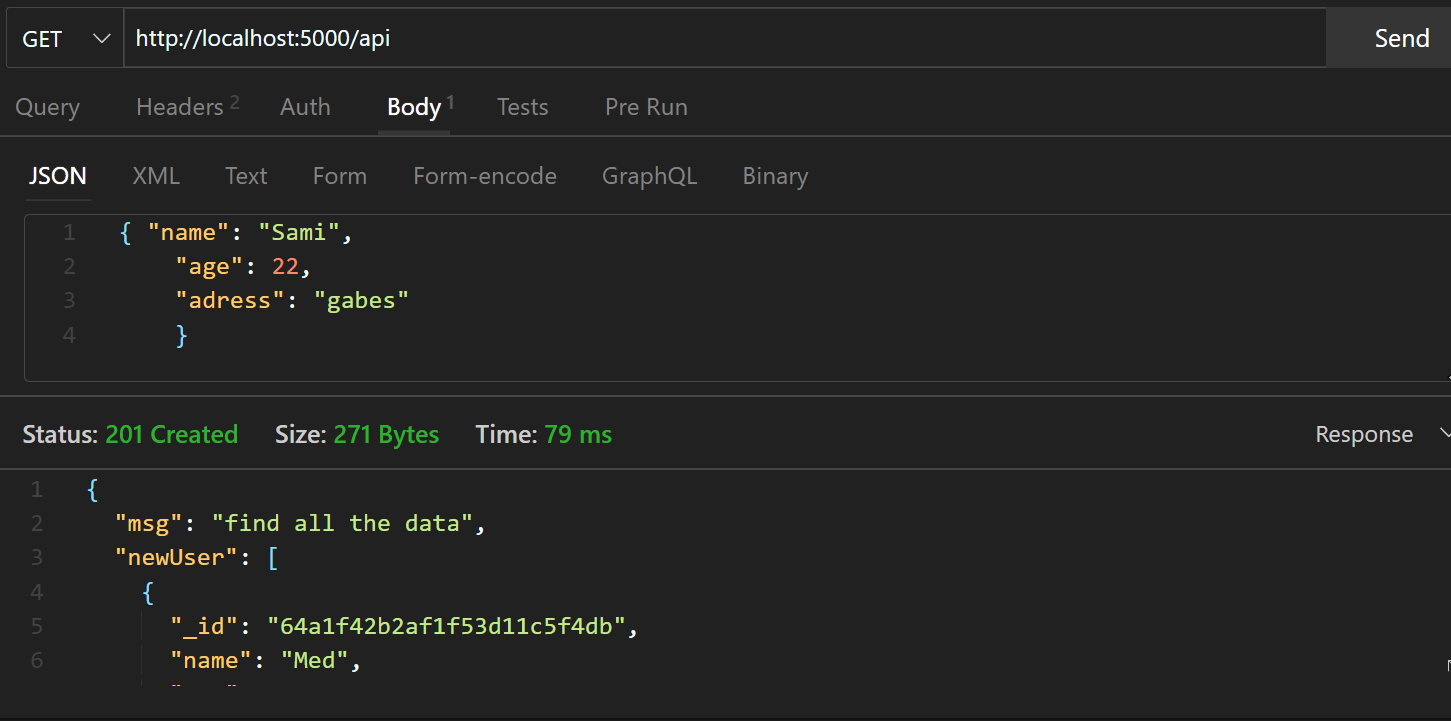 GET http://localhost:5000/api Send
Query Headers 2 Auth Body 1 Tests Pre Run
JSON XML Text Form Form-encode GraphQL Binary
1 { "name": "Sami",
2 "age": 22,
3 "adress": "gabes"
4 }
Status: 201 Created Size: 271 Bytes Time: 79 ms Response
1 {
2 "msg": "find all the data",
3 "newUser": [
4 {
5 "_id": "64a1f42b2af1f53d11c5f4db",
6 "name": "Med",